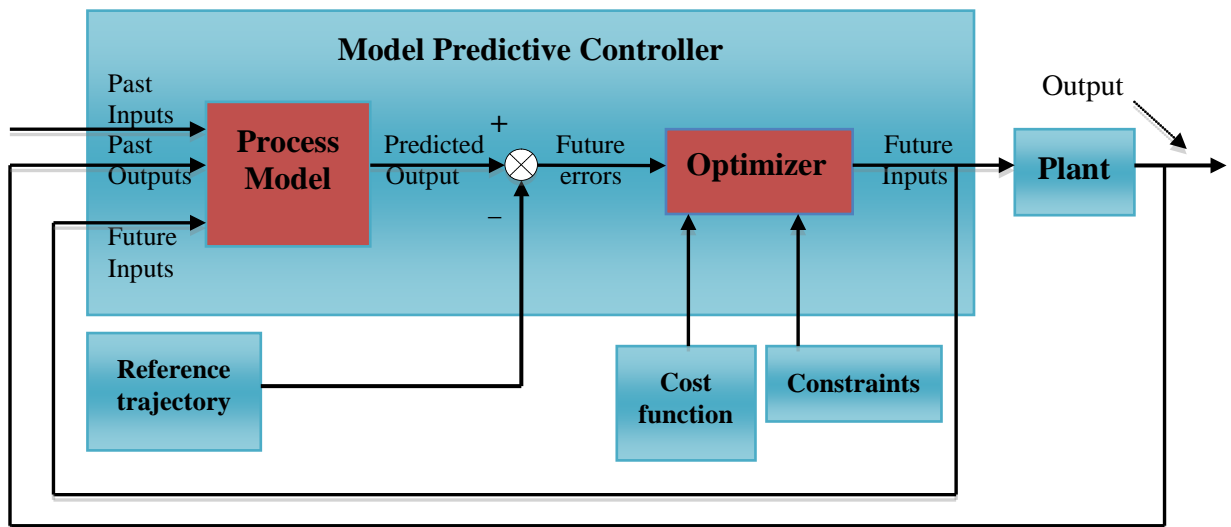 Model Predictive Controller
Past
Inputs
Past
Outputs
Future
Inputs
Process
Model
Predicted
Output
+
−
Future
errors
Optimizer
Future
Inputs
Output
Plant
Reference
trajectory
Cost
function
Constraints